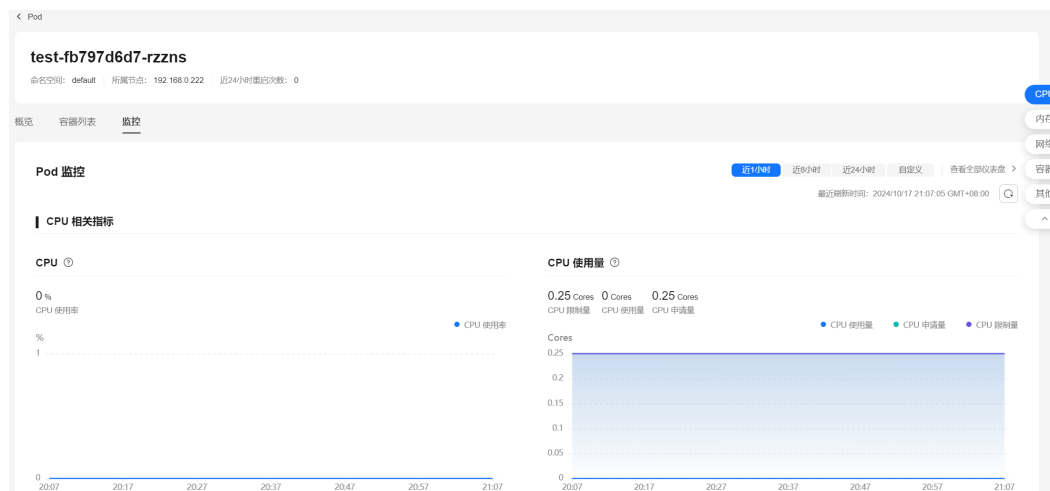 Pod
test-fb797d6d7-rzzns
命名空间: default 所属节点: 192.168.0.222 近24小时重启次数: 0
概览 容器列表 监控
CPU
内存
网络
容器
其他
Pod 监控
近1小时 近8小时 近24小时 自定义 查看全部仪表盘
最近刷新时间: 2024/10/17 21:07:05 GMT+08:00
CPU 相关指标
CPU
0 %
CPU 使用率
CPU 使用率
%
1
0
20:07 20:17 20:27 20:37 20:47 20:57 21:07
CPU 使用量
0.25 Cores 0 Cores 0.25 Cores
CPU 限制量 CPU 使用量 CPU 申请量
CPU 使用量 CPU 申请量 CPU 限制量
Cores
0.25
0.2
0.15
0.1
0.05
0
20:07 20:17 20:27 20:37 20:47 20:57 21:07